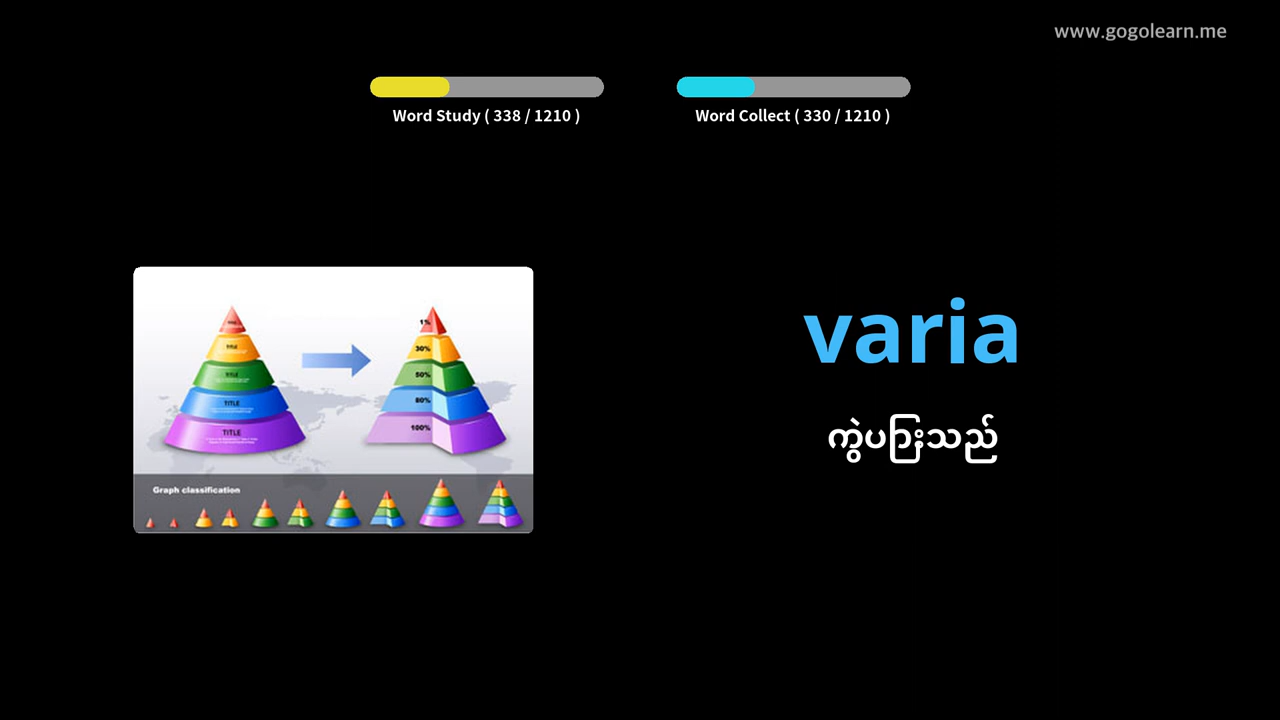 www.gogolearn.me
Word Study ( 338 / 1210 )
Word Collect ( 330 / 1210 )
TITLE
TITLE
TITLE
TITLE
1%
30%
50%
80%
100%
Graph classification
varia
ကွဲပြားသည်